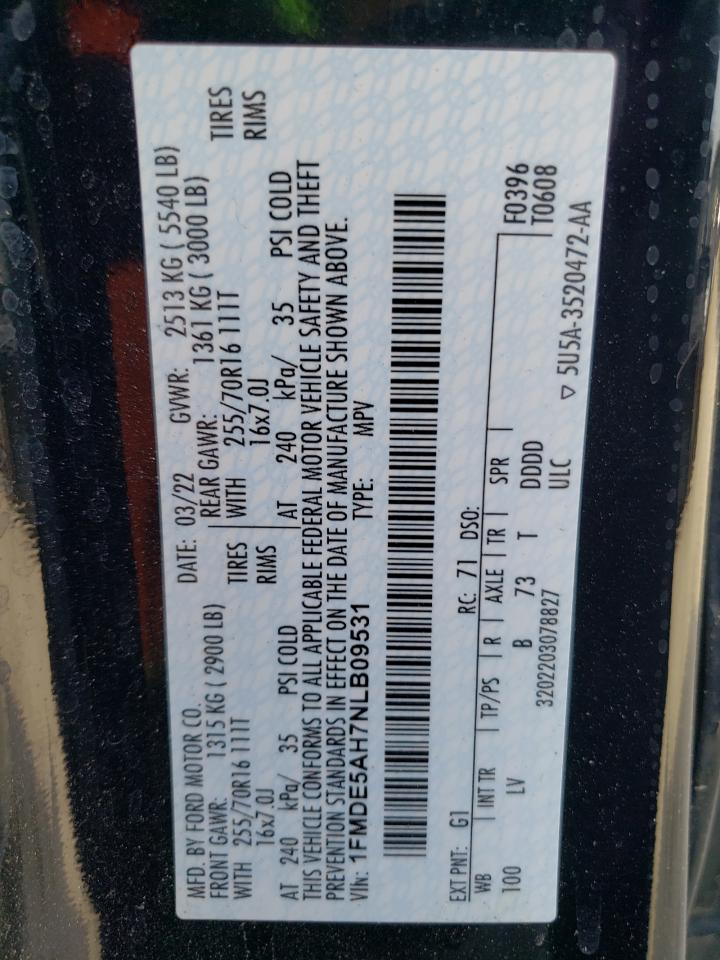 MFD. BY FORD MOTOR CO.
DATE: 03/22 GVWR: 2513 KG ( 5540 LB)
FRONT GAWR: 1315 KG ( 2900 LB)
REAR GAWR: 1361 KG ( 3000 LB)
WITH 255/70R16 111T TIRES
WITH 255/70R16 111T TIRES
16x7.0J RIMS
16x7.0J RIMS
AT 240 kPa/ 35 PSI COLD
AT 240 kPa/ 35 PSI COLD
THIS VEHICLE CONFORMS TO ALL APPLICABLE FEDERAL MOTOR VEHICLE SAFETY AND THEFT
PREVENTION STANDARDS IN EFFECT ON THE DATE OF MANUFACTURE SHOWN ABOVE.
VIN: 1FMDE5AH7NLB09531 TYPE: MPV
EXT PNT: G1 RC: 71 DSO: F0396
WB INT TR TP/PS R AXLE TR SPR T0608
100 LV B 73 T DDDD
3202203078827 ULC ▽ 5U5A-3520472-AA